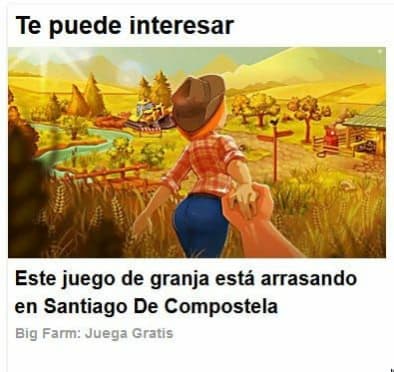 Te puede interesar
Este juego de granja está arrasando
en Santiago De Compostela
Big Farm: Juega Gratis